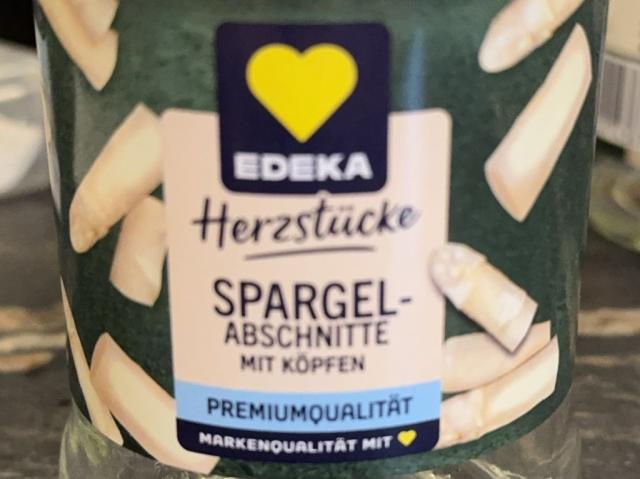 EDEKA
Herzstücke
SPARGEL-
ABSCHNITTE
MIT KÖPFEN
PREMIUMQUALITÄT
MARKENQUALITÄT MIT